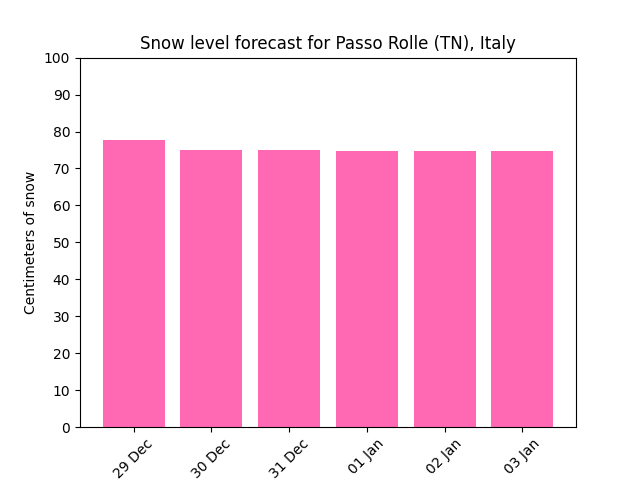 Snow level forecast for Passo Rolle (TN), Italy
100
90
80
70
60
50
40
30
20
10
0
Centimeters of snow
29 Dec
30 Dec
31 Dec
01 Jan
02 Jan
03 Jan